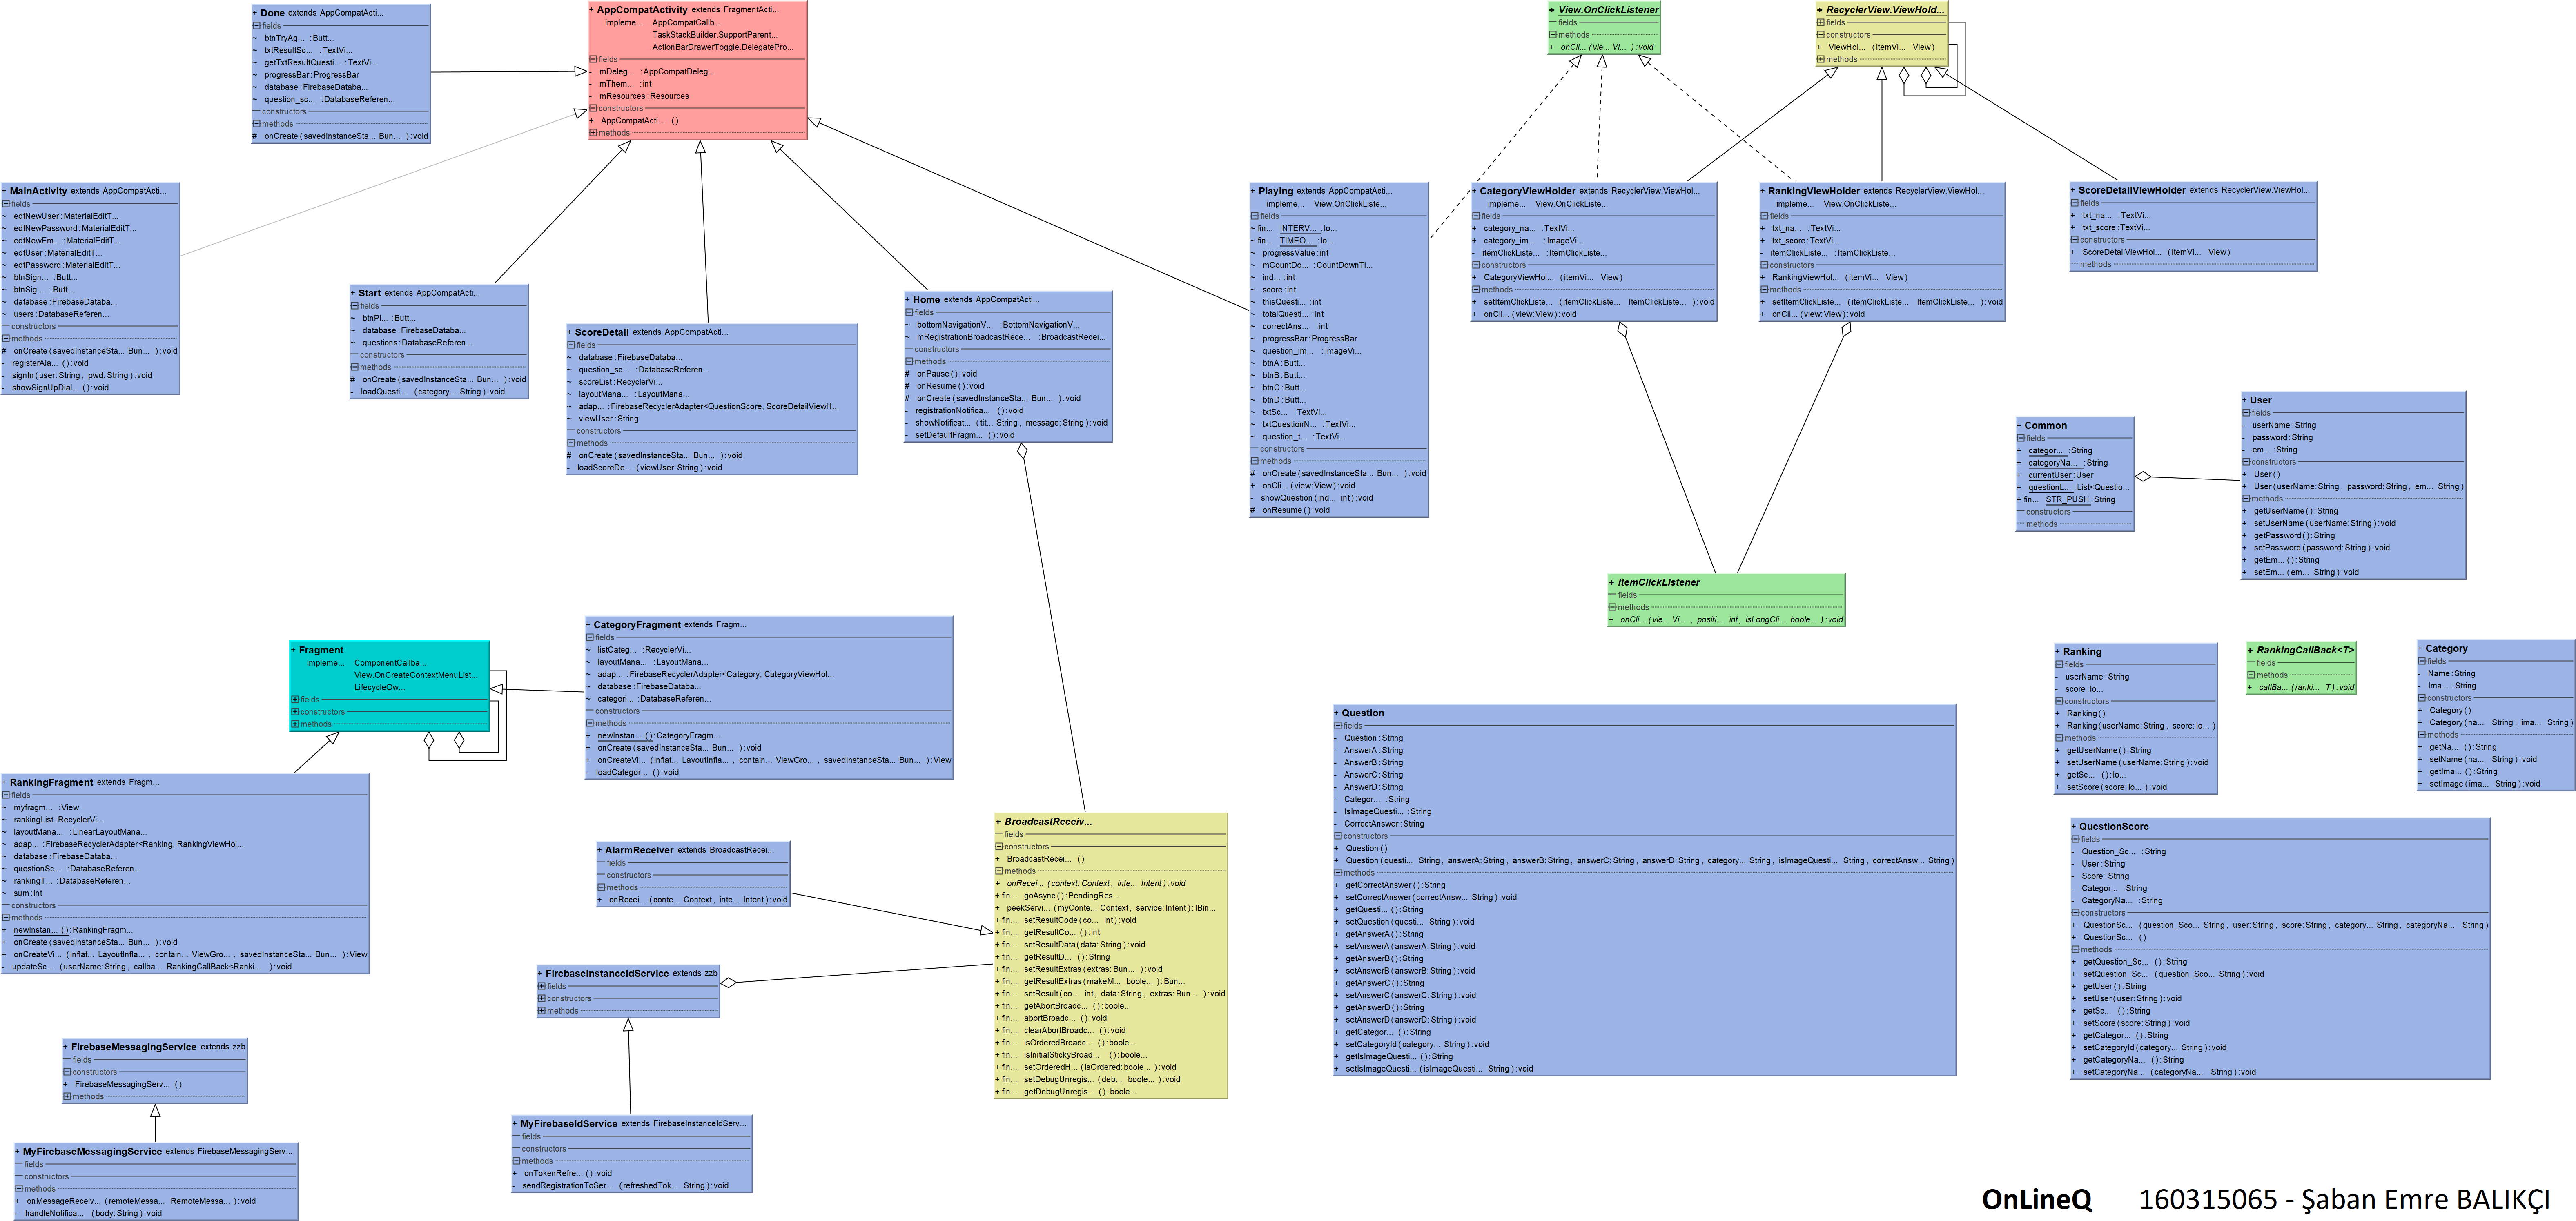 + Done extends AppCompatActi...
fields
~ btnTryAg... : Butt...
~ txtResultSc... : TextVi...
~ getTxtResultQuesti... : TextVi...
~ progressBar : ProgressBar
~ database : FirebaseDataba...
~ question_sc... : DatabaseReferen...
constructors
methods
# onCreate (savedInstanceSta... Bun... ) : void
+ AppCompatActivity extends FragmentActi...
impleme... AppCompatCallb...
TaskStackBuilder.SupportParent...
ActionBarDrawerToggle.DelegatePro...
fields
- mDeleg... : AppCompatDeleg...
- mThem... : int
- mResources : Resources
constructors
+ AppCompatActi... ()
methods
+ View.OnClickListener
fields
methods
+ onCli... (vie... Vi... ) : void
+ RecyclerView.ViewHold...
fields
constructors
+ ViewHol... (itemVi... View)
methods
+ MainActivity extends AppCompatActi...
fields
~ edtNewUser : MaterialEditT...
~ edtNewPassword : MaterialEditT...
~ edtNewEm... : MaterialEditT...
~ edtUser : MaterialEditT...
~ edtPassword : MaterialEditT...
~ btnSign... : Butt...
~ btnSig... : Butt...
~ database : FirebaseDataba...
~ users : DatabaseReferen...
constructors
methods
# onCreate (savedInstanceSta... Bun... ) : void
- registerAla... () : void
- signIn (user : String, pwd : String) : void
- showSignUpDial... () : void
+ Start extends AppCompatActi...
fields
~ btnPl... : Butt...
~ database : FirebaseDataba...
~ questions : DatabaseReferen...
constructors
methods
# onCreate (savedInstanceSta... Bun... ) : void
- loadQuesti... (category... String) : void
+ ScoreDetail extends AppCompatActi...
fields
~ database : FirebaseDataba...
~ question_sc... : DatabaseReferen...
~ scoreList : RecyclerVi...
~ layoutMana... : LayoutMana...
~ adap... : FirebaseRecyclerAdapter<QuestionScore, ScoreDetailViewH...
~ viewUser : String
constructors
methods
# onCreate (savedInstanceSta... Bun... ) : void
- loadScoreDe... (viewUser : String) : void
+ Home extends AppCompatActi...
fields
~ bottomNavigationV... : BottomNavigationV...
~ mRegistrationBroadcastRece... : BroadcastRecei...
constructors
methods
# onPause () : void
# onResume () : void
# onCreate (savedInstanceSta... Bun... ) : void
- registrationNotifica... () : void
- showNotificat... (tit... String, message : String) : void
- setDefaultFragm... () : void
+ Playing extends AppCompatActi...
impleme... View.OnClickListe...
fields
~ fin... INTERV... : lo...
~ fin... TIMEO... : lo...
~ progressValue : int
~ mCountDo... : CountDownTi...
~ ind... : int
~ score : int
~ thisQuesti... : int
~ totalQuesti... : int
~ correctAns... : int
~ progressBar : ProgressBar
~ question_im... : ImageVi...
~ btnA : Butt...
~ btnB : Butt...
~ btnC : Butt...
~ btnD : Butt...
~ txtSc... : TextVi...
~ txtQuestionN... : TextVi...
~ question_t... : TextVi...
constructors
methods
# onCreate (savedInstanceSta... Bun... ) : void
+ onCli... (view : View) : void
- showQuestion (ind... int) : void
# onResume () : void
+ CategoryViewHolder extends RecyclerView.ViewHol...
impleme... View.OnClickListe...
fields
+ category_na... : TextVi...
+ category_im... : ImageVi...
- itemClickListe... : ItemClickListe...
constructors
+ CategoryViewHol... (itemVi... View)
methods
+ setItemClickListe... (itemClickListe... ItemClickListe... ) : void
+ onCli... (view : View) : void
+ RankingViewHolder extends RecyclerView.ViewHol...
impleme... View.OnClickListe...
fields
+ txt_na... : TextVi...
+ txt_score : TextVi...
- itemClickListe... : ItemClickListe...
constructors
+ RankingViewHol... (itemVi... View)
methods
+ setItemClickListe... (itemClickListe... ItemClickListe... ) : void
+ onCli... (view : View) : void
+ ScoreDetailViewHolder extends RecyclerView.ViewHol...
fields
+ txt_na... : TextVi...
+ txt_score : TextVi...
constructors
+ ScoreDetailViewHol... (itemVi... View)
methods
+ Common
fields
+ categor... : String
+ categoryNa... : String
+ currentUser : User
+ questionL... : List<Questio...
+ fin... STR_PUSH : String
constructors
methods
+ User
fields
- userName : String
- password : String
- em... : String
constructors
+ User ()
+ User (userName : String, password : String, em... String)
methods
+ getUserName () : String
+ setUserName (userName : String) : void
+ getPassword () : String
+ setPassword (password : String) : void
+ getEm... () : String
+ setEm... (em... String) : void
+ ItemClickListener
fields
methods
+ onCli... (vie... Vi... , positi... int, isLongCli... boole... ) : void
+ Fragment
impleme... ComponentCallba...
View.OnCreateContextMenuList...
LifecycleOw...
fields
constructors
methods
+ CategoryFragment extends Fragm...
fields
~ listCateg... : RecyclerVi...
~ layoutMana... : LayoutMana...
~ adap... : FirebaseRecyclerAdapter<Category, CategoryViewHol...
~ database : FirebaseDataba...
~ categori... : DatabaseReferen...
constructors
methods
+ newInstan... () : CategoryFragm...
+ onCreate (savedInstanceSta... Bun... ) : void
+ onCreateVi... (inflat... LayoutInfla... , contain... ViewGro... , savedInstanceSta... Bun... ) : View
- loadCategor... () : void
+ RankingFragment extends Fragm...
fields
~ myfragm... : View
~ rankingList : RecyclerVi...
~ layoutMana... : LinearLayoutMana...
~ adap... : FirebaseRecyclerAdapter<Ranking, RankingViewHol...
~ database : FirebaseDataba...
~ questionSc... : DatabaseReferen...
~ rankingT... : DatabaseReferen...
~ sum : int
constructors
methods
+ newInstan... () : RankingFragm...
+ onCreate (savedInstanceSta... Bun... ) : void
+ onCreateVi... (inflat... LayoutInfla... , contain... ViewGro... , savedInstanceSta... Bun... ) : View
- updateSc... (userName : String, callba... RankingCallBack<Ranki... ) : void
+ AlarmReceiver extends BroadcastRecei...
fields
constructors
methods
+ onRecei... (conte... Context, inte... Intent) : void
+ BroadcastReceiv...
fields
constructors
+ BroadcastRecei... ()
methods
+ onRecei... (context : Context, inte... Intent) : void
+ fin... goAsync () : PendingRes...
+ peekServi... (myConte... Context, service : Intent) : IBin...
+ fin... setResultCode (co... int) : void
+ fin... getResultCo... () : int
+ fin... setResultData (data : String) : void
+ fin... getResultD... () : String
+ fin... setResultExtras (extras : Bun... ) : void
+ fin... getResultExtras (makeM... boole... ) : Bun...
+ fin... setResult (co... int, data : String, extras : Bun... ) : void
+ fin... getAbortBroadc... () : boole...
+ fin... abortBroadc... () : void
+ fin... clearAbortBroadc... () : void
+ fin... isOrderedBroadc... () : boole...
+ fin... isInitialStickyBroad... () : boole...
+ fin... setOrderedH... (isOrdered : boole... ) : void
+ fin... setDebugUnregis... (deb... boole... ) : void
+ fin... getDebugUnregis... () : boole...
+ FirebaseInstanceIdService extends zzb
fields
constructors
methods
+ FirebaseMessagingService extends zzb
fields
constructors
+ FirebaseMessagingServ... ()
methods
+ MyFirebaseMessagingService extends FirebaseMessagingServ...
fields
constructors
methods
+ onMessageReceiv... (remoteMessa... RemoteMessa... ) : void
- handleNotifica... (body : String) : void
+ MyFirebaseIdService extends FirebaseInstanceIdServ...
fields
constructors
methods
+ onTokenRefre... () : void
- sendRegistrationToSer... (refreshedTok... String) : void
+ Question
fields
- Question : String
- AnswerA : String
- AnswerB : String
- AnswerC : String
- AnswerD : String
- Categor... : String
- IsImageQuesti... : String
- CorrectAnswer : String
constructors
+ Question ()
+ Question (questi... String, answerA : String, answerB : String, answerC : String, answerD : String, category... String, isImageQuesti... String, correctAnsw... String)
methods
+ getCorrectAnswer () : String
+ setCorrectAnswer (correctAnsw... String) : void
+ getQuesti... () : String
+ setQuestion (questi... String) : void
+ getAnswerA () : String
+ setAnswerA (answerA : String) : void
+ getAnswerB () : String
+ setAnswerB (answerB : String) : void
+ getAnswerC () : String
+ setAnswerC (answerC : String) : void
+ getAnswerD () : String
+ setAnswerD (answerD : String) : void
+ getCategor... () : String
+ setCategoryId (category... String) : void
+ getIsImageQuesti... () : String
+ setIsImageQuesti... (isImageQuesti... String) : void
+ Ranking
fields
- userName : String
- score : lo...
constructors
+ Ranking ()
+ Ranking (userName : String, score : lo... )
methods
+ getUserName () : String
+ setUserName (userName : String) : void
+ getSc... () : lo...
+ setScore (score : lo... ) : void
+ RankingCallBack<T>
fields
methods
+ callBa... (ranki... T) : void
+ Category
fields
- Name : String
- Ima... : String
constructors
+ Category ()
+ Category (na... String, ima... String)
methods
+ getNa... () : String
+ setName (na... String) : void
+ getIma... () : String
+ setImage (ima... String) : void
+ QuestionScore
fields
- Question_Sc... : String
- User : String
- Score : String
- Categor... : String
- CategoryNa... : String
constructors
+ QuestionSc... (question_Sco... String, user : String, score : String, category... String, categoryNa... String)
+ QuestionSc... ()
methods
+ getQuestion_Sc... () : String
+ setQuestion_Sc... (question_Sco... String) : void
+ getUser () : String
+ setUser (user : String) : void
+ getSc... () : String
+ setScore (score : String) : void
+ getCategor... () : String
+ setCategoryId (category... String) : void
+ getCategoryNa... () : String
+ setCategoryNa... (categoryNa... String) : void
OnLineQ 160315065 - Şaban Emre BALIKÇI